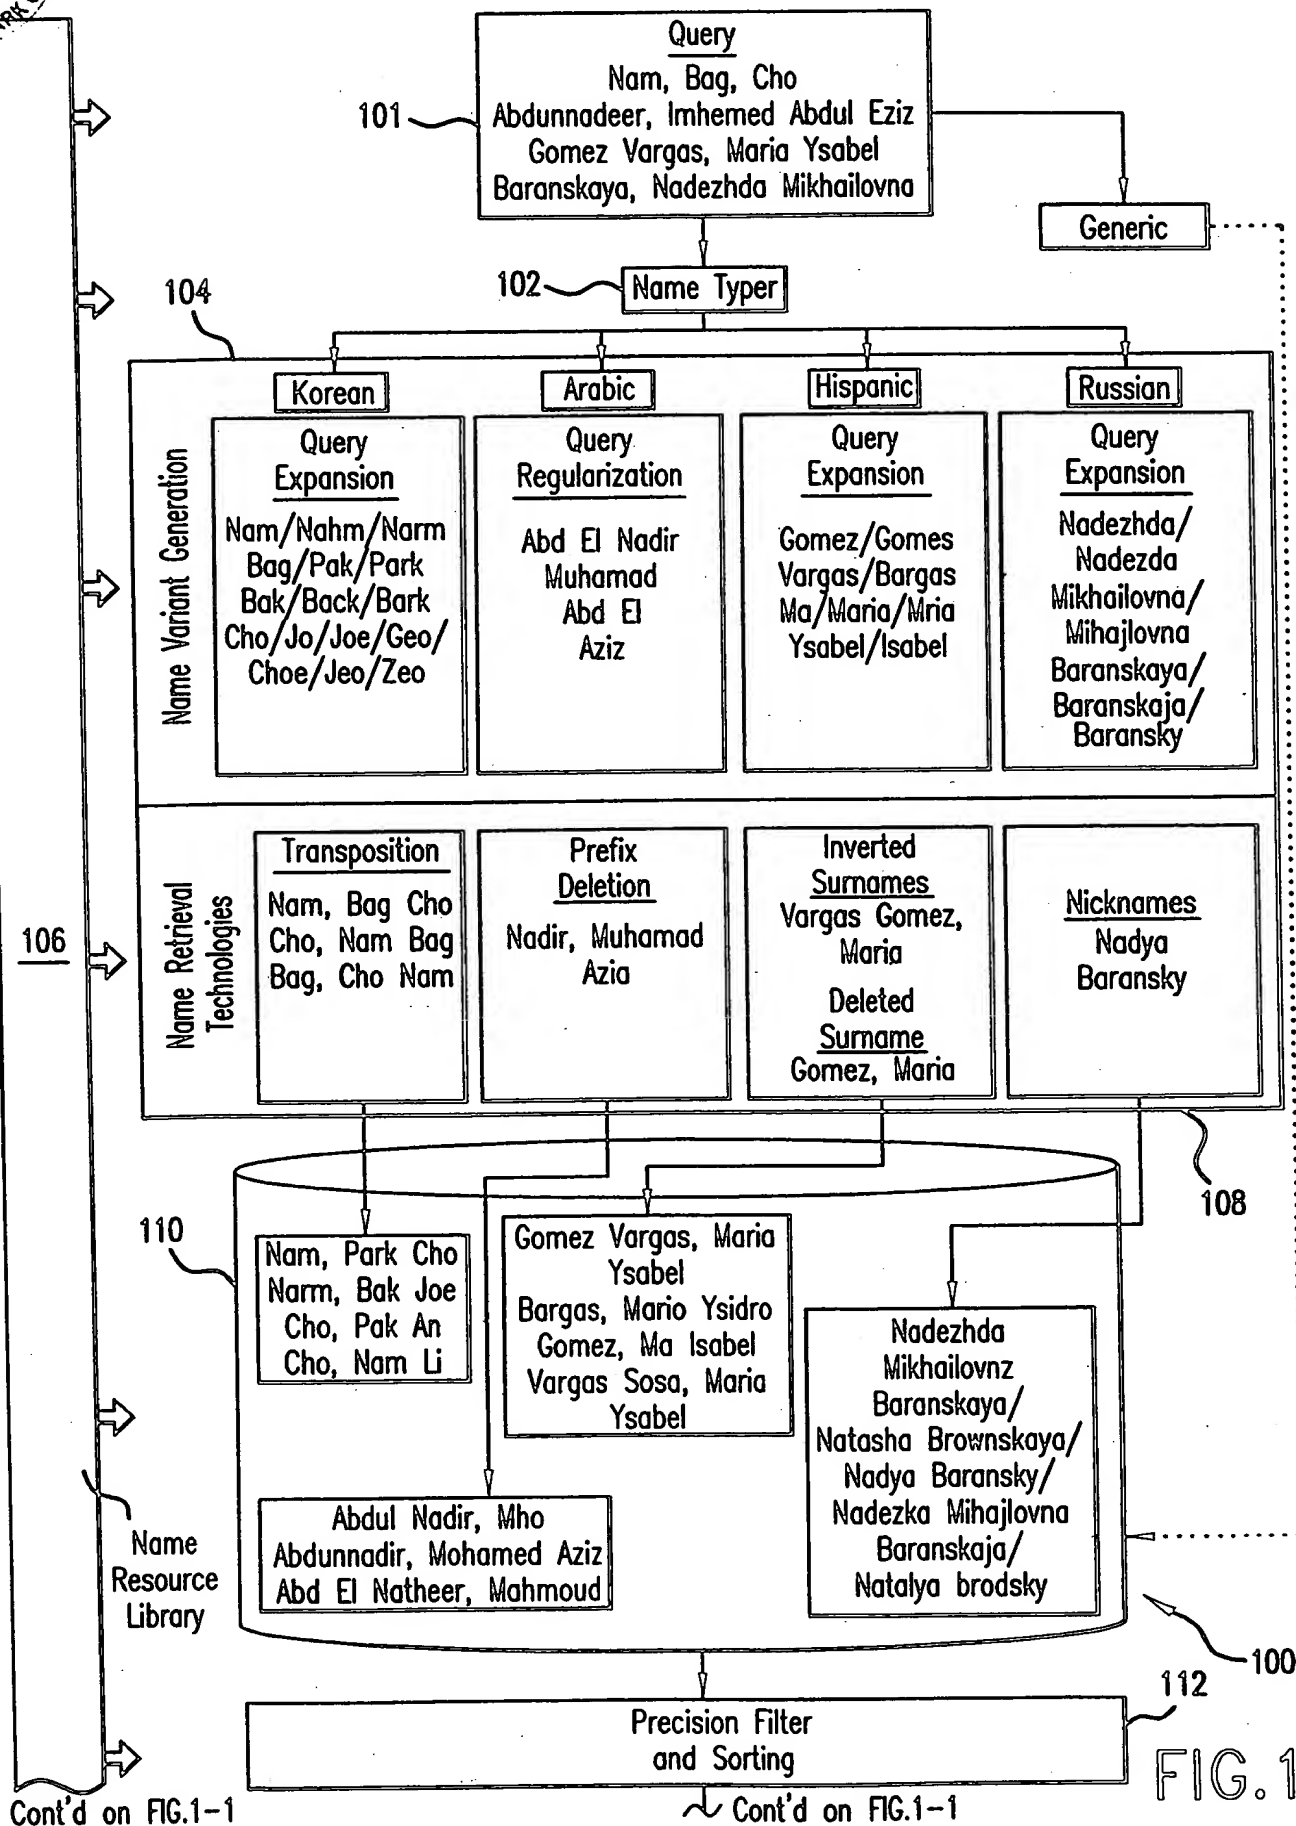 Query
Nam, Bag, Cho
Abdunnadeer, Imhemed Abdul Eziz
Gomez Vargas, Maria Ysabel
Baranskaya, Nadezhda Mikhailovna
101
Generic
102
Name Typer
104
Korean
Arabic
Hispanic
Russian
Name Variant Generation
Query
Expansion
Nam/Nahm/Narm
Bag/Pak/Park
Bak/Back/Bark
Cho/Jo/Joe/Geo/
Choe/Jeo/Zeo
Query
Regularization
Abd El Nadir
Muhamad
Abd El
Aziz
Query
Expansion
Gomez/Gomes
Vargas/Bargas
Ma/Maria/Mria
Ysabel/Isabel
Query
Expansion
Nadezhda/
Nadezda
Mikhailovna/
Mihajlovna
Baranskaya/
Baranskaja/
Baransky
106
Name Retrieval
Technologies
Transposition
Nam, Bag Cho
Cho, Nam Bag
Bag, Cho Nam
Prefix
Deletion
Nadir, Muhamad
Azia
Inverted
Surnames
Vargas Gomez,
Maria
Deleted
Surname
Gomez, Maria
Nicknames
Nadya
Baransky
108
110
Nam, Park Cho
Narm, Bak Joe
Cho, Pak An
Cho, Nam Li
Gomez Vargas, Maria
Ysabel
Bargas, Mario Ysidro
Gomez, Ma Isabel
Vargas Sosa, Maria
Ysabel
Nadezhda
Mikhailovnz
Baranskaya/
Natasha Brownskaya/
Nadya Baransky/
Nadezka Mihajlovna
Baranskaja/
Natalya brodsky
Abdul Nadir, Mho
Abdunnadir, Mohamed Aziz
Abd El Natheer, Mahmoud
Name
Resource
Library
100
Precision Filter
and Sorting
112
FIG.1
Cont'd on FIG.1-1
Cont'd on FIG.1-1